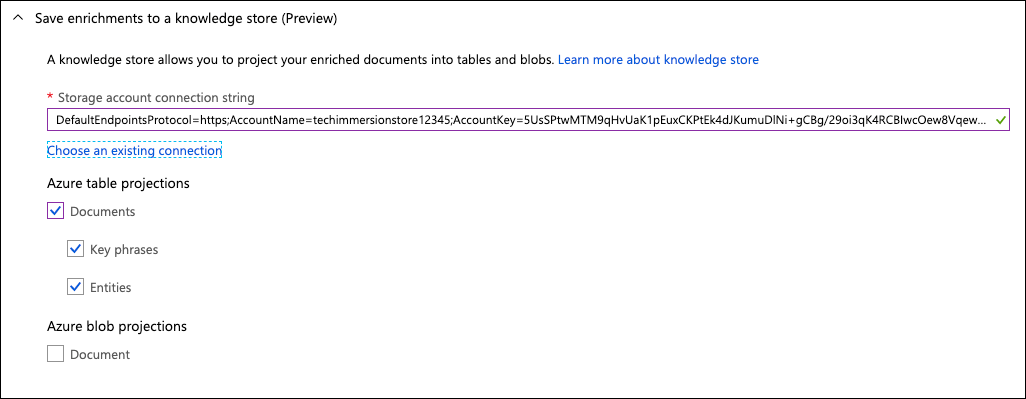 Save enrichments to a knowledge store (Preview)
A knowledge store allows you to project your enriched documents into tables and blobs. Learn more about knowledge store
* Storage account connection string
DefaultEndpointsProtocol=https;AccountName=techimmersionstore12345;AccountKey=5UsSPtwMTM9qHvUaK1pEuxCKPtEk4dJKumuDlNi+gCBg/29oi3qK4RCBIwcOew8Vqew...
Choose an existing connection
Azure table projections
Documents
Key phrases
Entities
Azure blob projections
Document